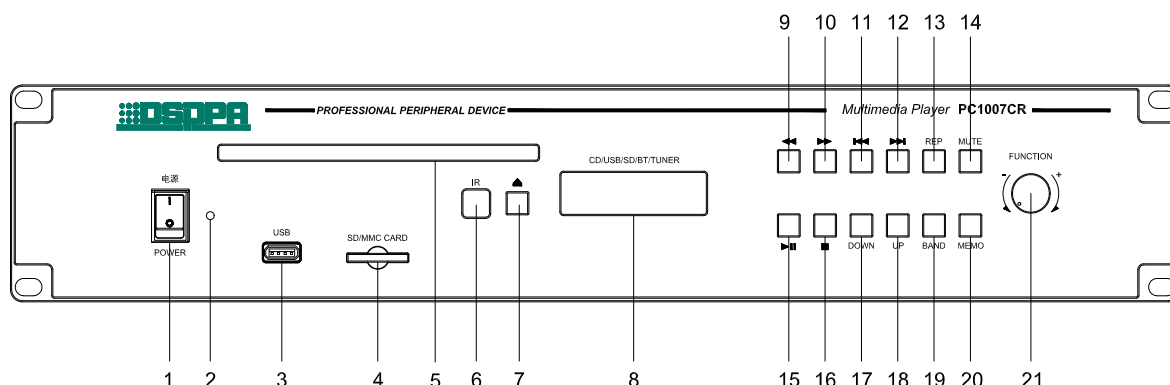 9 10 11 12 13 14
DSPPA
PROFESSIONAL PERIPHERAL DEVICE
Multimedia Player PC1007CR
REP MUTE
CD/USB/SD/BT/TUNER
FUNCTION
- +
电源
IR
USB
SD/MMC CARD
POWER
DOWN UP BAND MEMO
1 2 3 4 5 6 7 8 15 16 17 18 19 20 21